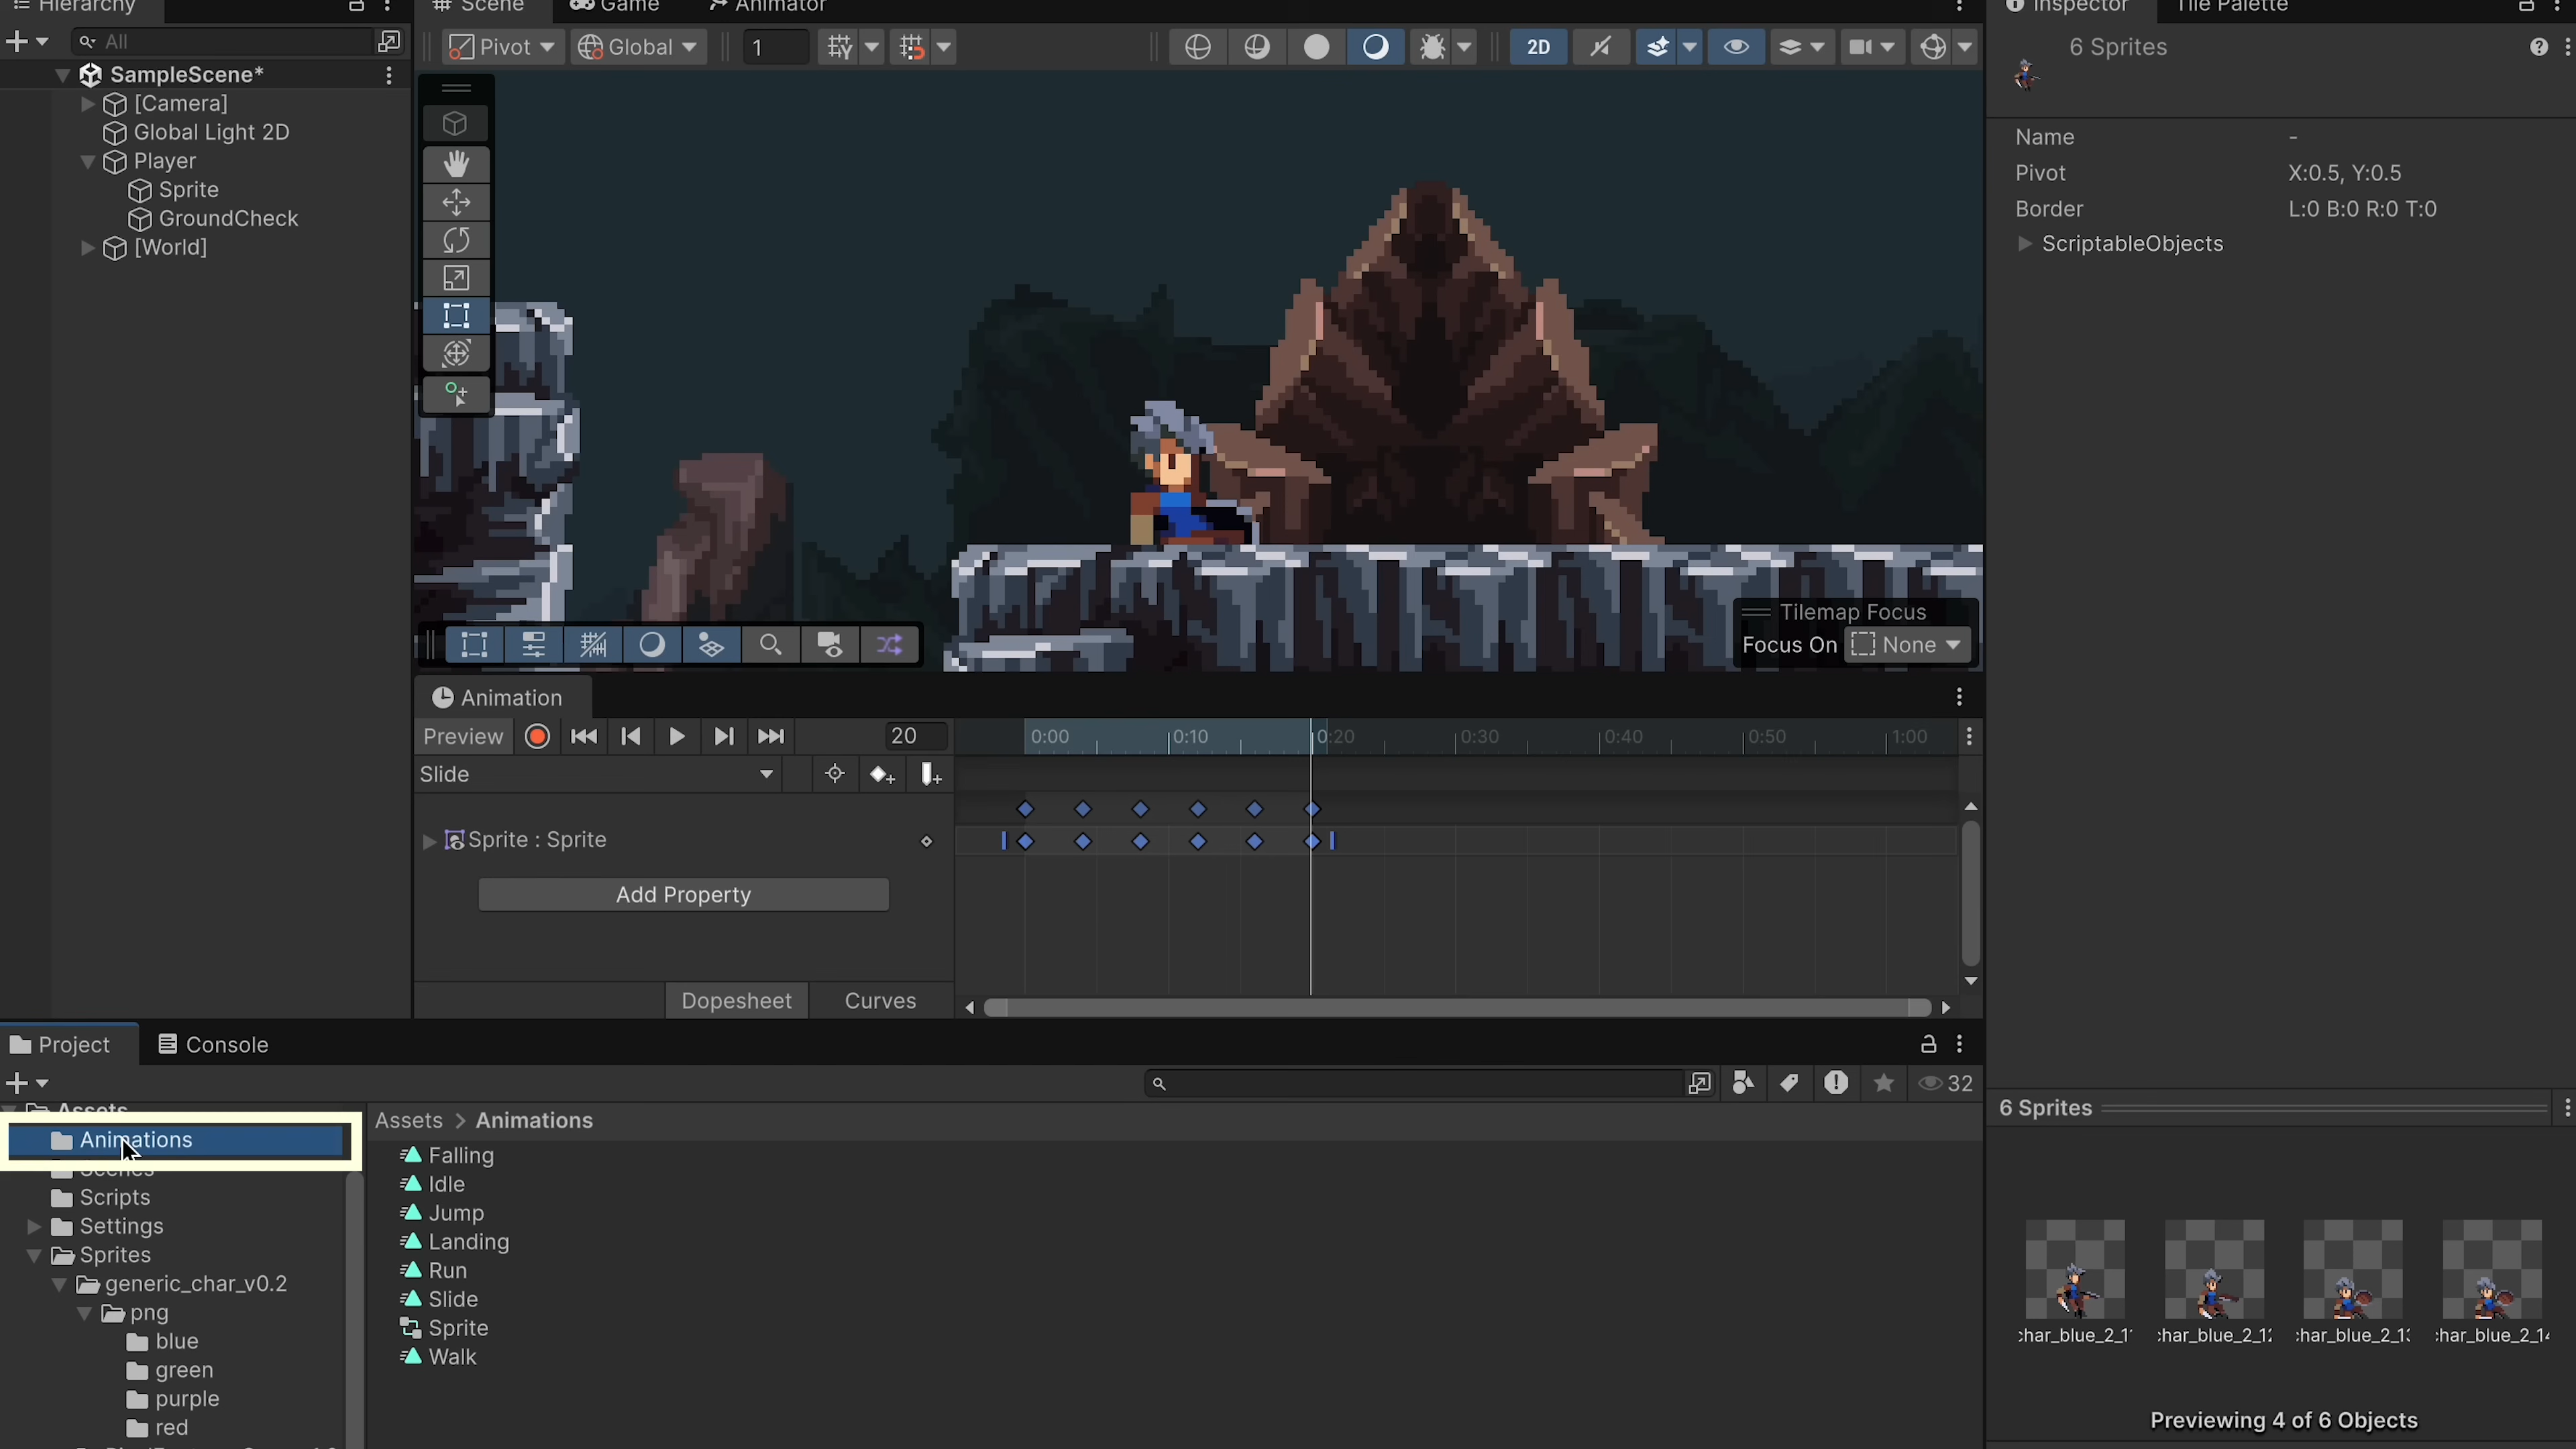 Hierarchy
Scene
Game
Animator
Inspector
Tile Palette
All
Pivot
Global
1
2D
6 Sprites
SampleScene*
[Camera]
Global Light 2D
Player
Sprite
GroundCheck
[World]
Name -
Pivot X:0.5, Y:0.5
Border L:0 B:0 R:0 T:0
ScriptableObjects
Tilemap Focus
Focus On None
Animation
Preview
20
0:00 0:10 0:20 0:30 0:40 0:50 1:00
Slide
Sprite : Sprite
Add Property
Dopesheet
Curves
Project
Console
32
Assets
Animations
Scenes
Scripts
Settings
Sprites
generic_char_v0.2
png
blue
green
purple
red
Assets > Animations
Falling
Idle
Jump
Landing
Run
Slide
Sprite
Walk
6 Sprites
char_blue_2_1
char_blue_2_12
char_blue_2_13
char_blue_2_14
Previewing 4 of 6 Objects